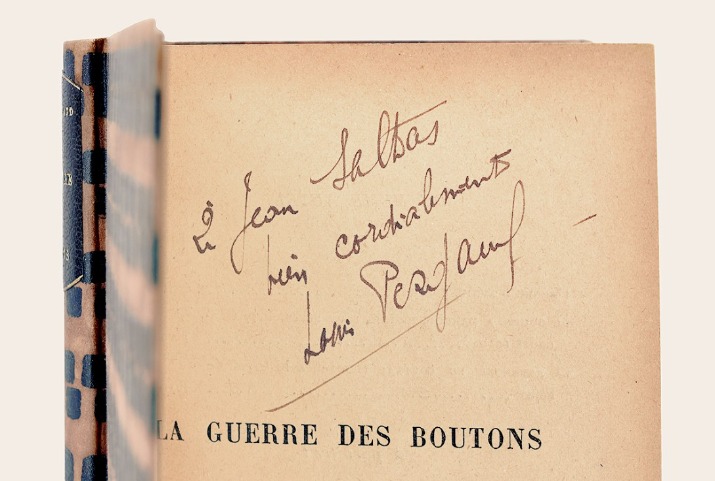 à Jean Saltas
bien cordialement
Louis Pergaud
LA GUERRE DES BOUTONS